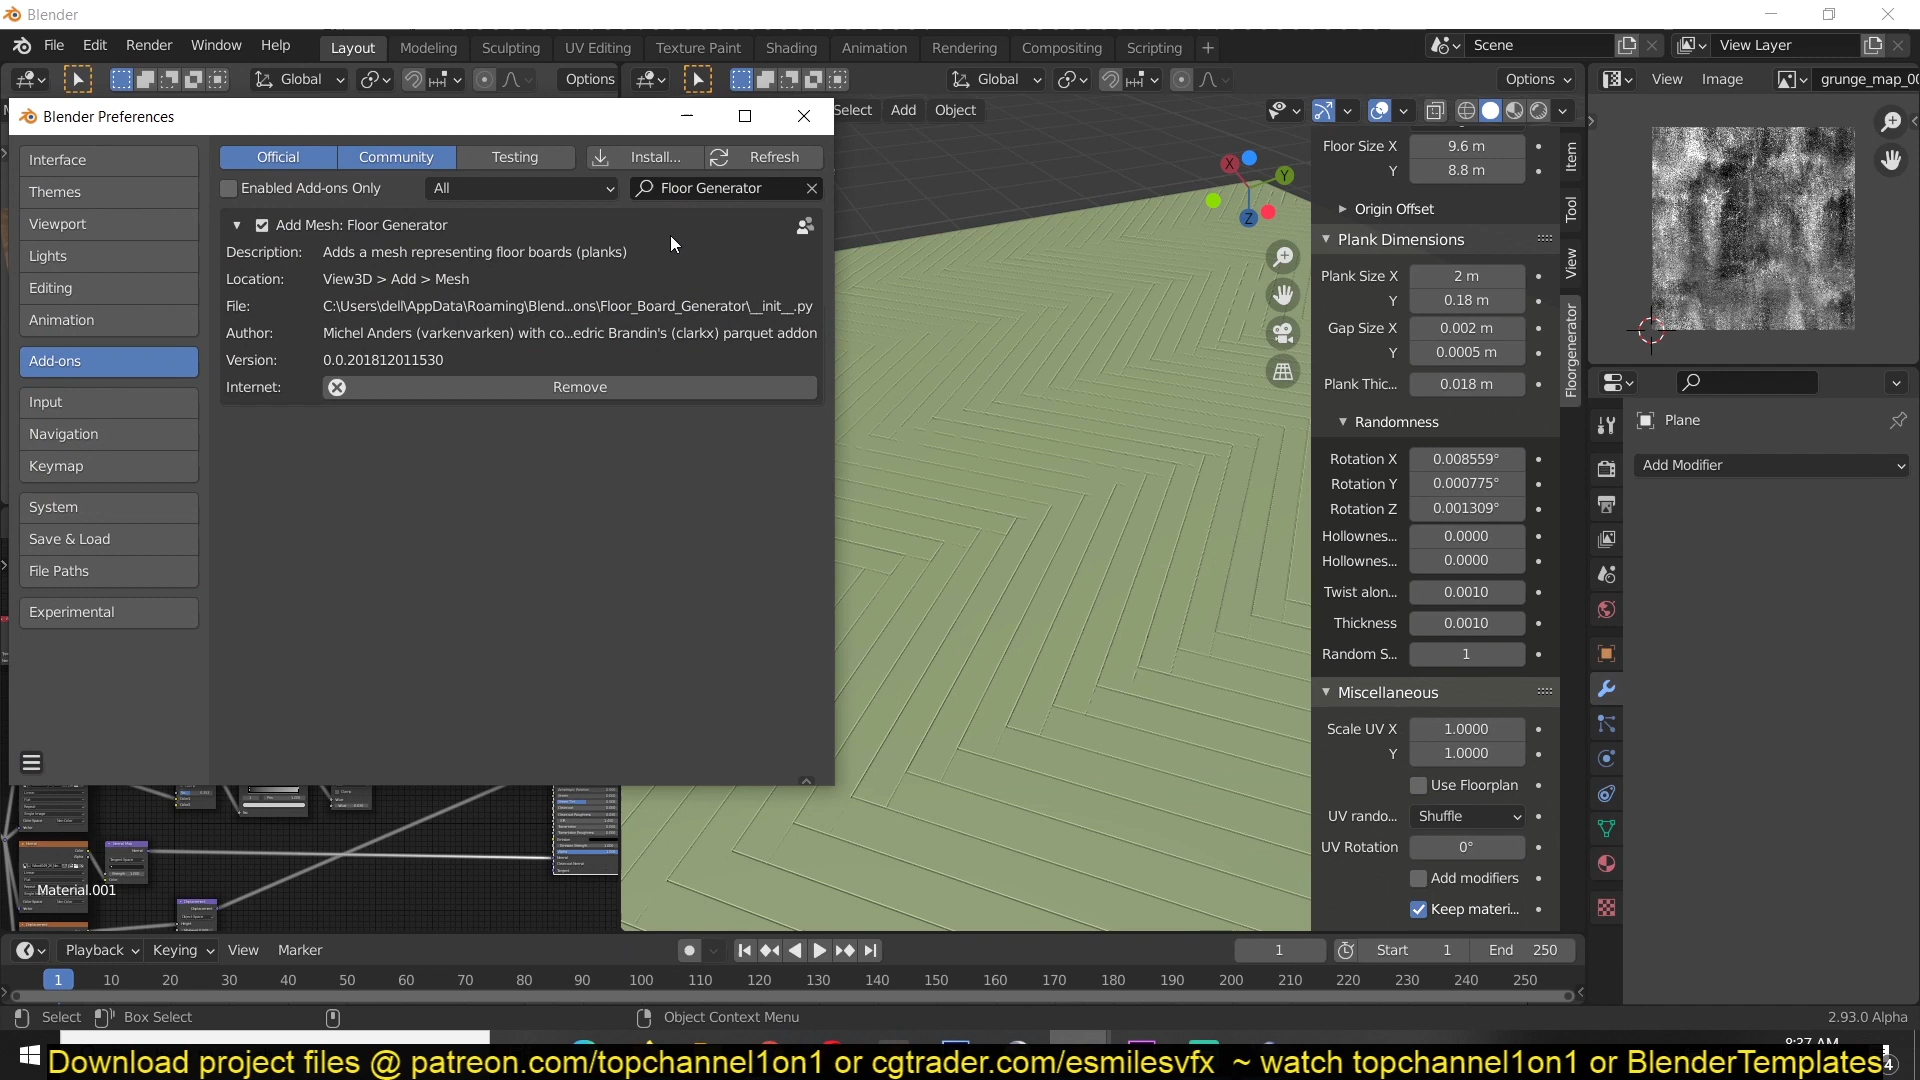 Blender
File Edit Render Window Help Layout Modeling Sculpting UV Editing Texture Paint Shading Animation Rendering Compositing Scripting + Scene View Layer
Global Options Global Options View Image grunge_map_00
Blender Preferences
Select Add Object
Interface
Themes
Viewport
Lights
Editing
Animation
Add-ons
Input
Navigation
Keymap
System
Save & Load
File Paths
Experimental
Official Community Testing Install... Refresh
Enabled Add-ons Only All Floor Generator
Add Mesh: Floor Generator
Description: Adds a mesh representing floor boards (planks)
Location: View3D > Add > Mesh
File: C:\Users\dell\AppData\Roaming\Blend...ons\Floor_Board_Generator\__init__.py
Author: Michel Anders (varkenvarken) with co...edric Brandin's (clarkx) parquet addon
Version: 0.0.201812011530
Internet: Remove
X Y Z
Floor Size X 9.6 m
Y 8.8 m
Origin Offset
Plank Dimensions
Plank Size X 2 m
Y 0.18 m
Gap Size X 0.002 m
Y 0.0005 m
Plank Thic... 0.018 m
Randomness
Rotation X 0.008559°
Rotation Y 0.000775°
Rotation Z 0.001309°
Hollownes... 0.0000
Hollownes... 0.0000
Twist alon... 0.0010
Thickness 0.0010
Random S... 1
Miscellaneous
Scale UV X 1.0000
Y 1.0000
Use Floorplan
UV rando... Shuffle
UV Rotation 0°
Add modifiers
Keep materi...
Item
Tool
View
Floorgenerator
Plane
Add Modifier
Material.001
Playback Keying View Marker 1 Start 1 End 250
1 10 20 30 40 50 60 70 80 90 100 110 120 130 140 150 160 170 180 190 200 210 220 230 240 250
Select Box Select Object Context Menu 2.93.0 Alpha
8:37 AM
Download project files @ patreon.com/topchannel1on1 or cgtrader.com/esmilesvfx ~ watch topchannel1on1 or BlenderTemplates